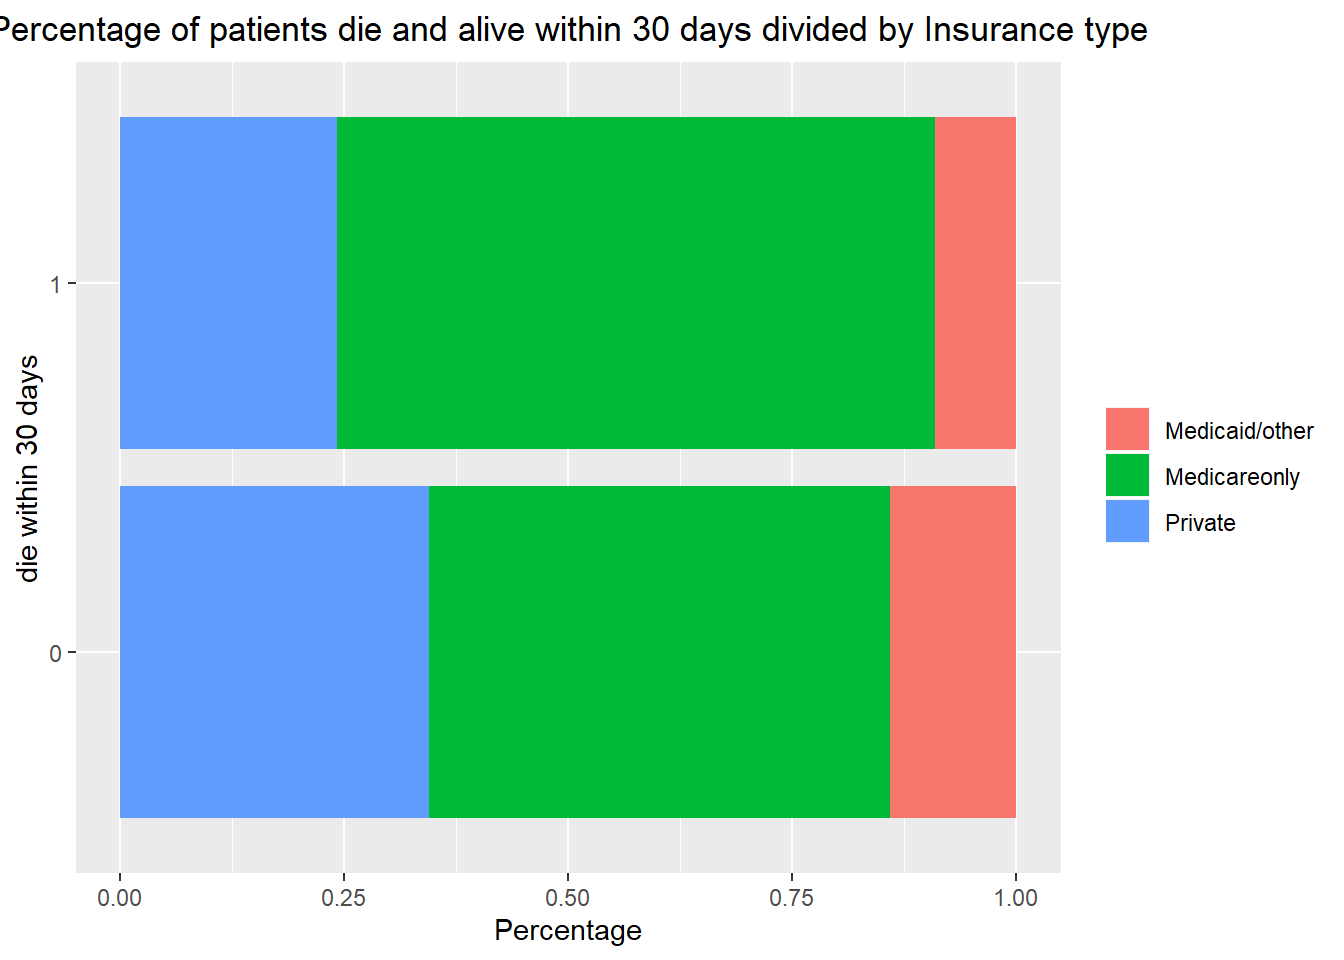 Percentage of patients die and alive within 30 days divided by Insurance type
1
0
die within 30 days
0.00 0.25 0.50 0.75 1.00
Percentage
Medicaid/other
Medicareonly
Private